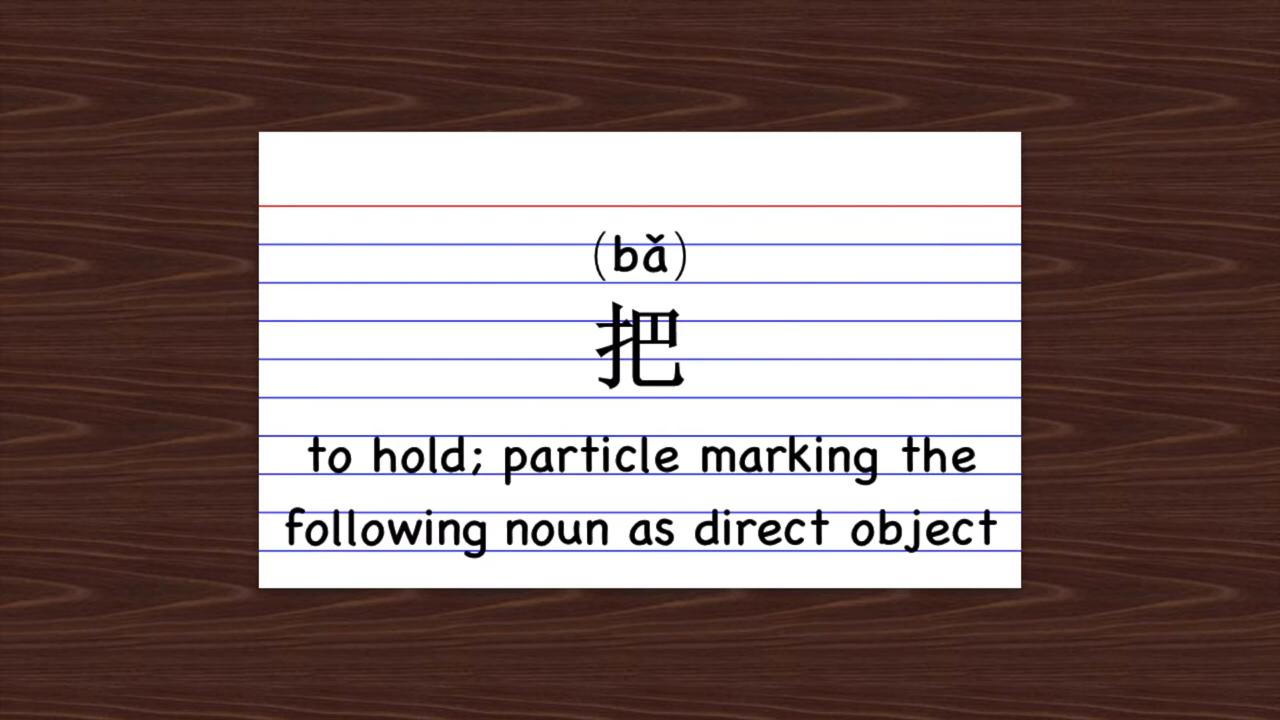 (bǎ)
把
to hold; particle marking the
following noun as direct object